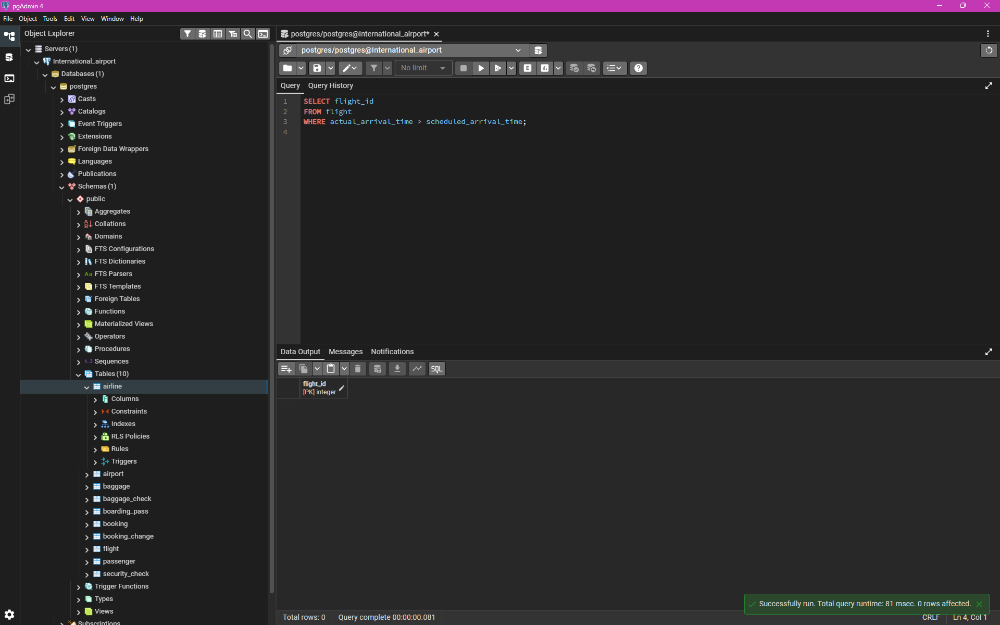 pgAdmin 4
File Object Tools Edit View Window Help
Object Explorer
postgres/postgres@International_airport*
Servers (1)
International_airport
Databases (1)
postgres
Casts
Catalogs
Event Triggers
Extensions
Foreign Data Wrappers
Languages
Publications
Schemas (1)
public
Aggregates
Collations
Domains
FTS Configurations
FTS Dictionaries
Aa FTS Parsers
FTS Templates
Foreign Tables
Functions
Materialized Views
Operators
Procedures
1..3 Sequences
Tables (10)
airline
Columns
Constraints
Indexes
RLS Policies
Rules
Triggers
airport
baggage
baggage_check
boarding_pass
booking
booking_change
flight
passenger
security_check
Trigger Functions
Types
Views
Subscriptions
postgres/postgres@International_airport
No limit
E
Query Query History
1 SELECT flight_id
2 FROM flight
3 WHERE actual_arrival_time > scheduled_arrival_time;
4
Data Output Messages Notifications
SQL
flight_id
[PK] integer
Successfully run. Total query runtime: 81 msec. 0 rows affected.
Total rows: 0 Query complete 00:00:00.081 CRLF Ln 4, Col 1